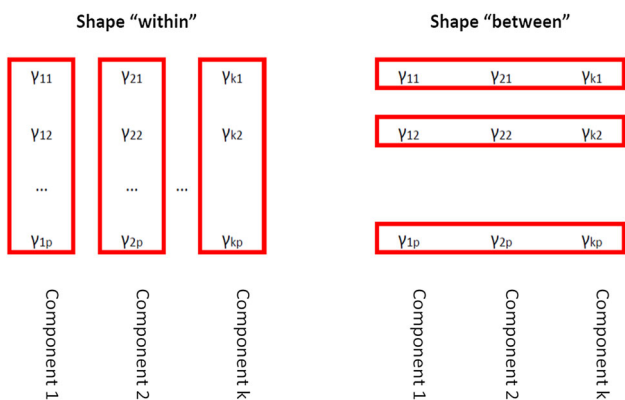 Shape “within” Shape “between”
γ11 γ21 γk1 γ11 γ21 γk1
γ12 γ22 γk2 γ12 γ22 γk2
... ... ...
γ1p γ2p γkp γ1p γ2p γkp
Component 1
Component 2
Component k
Component 1
Component 2
Component k